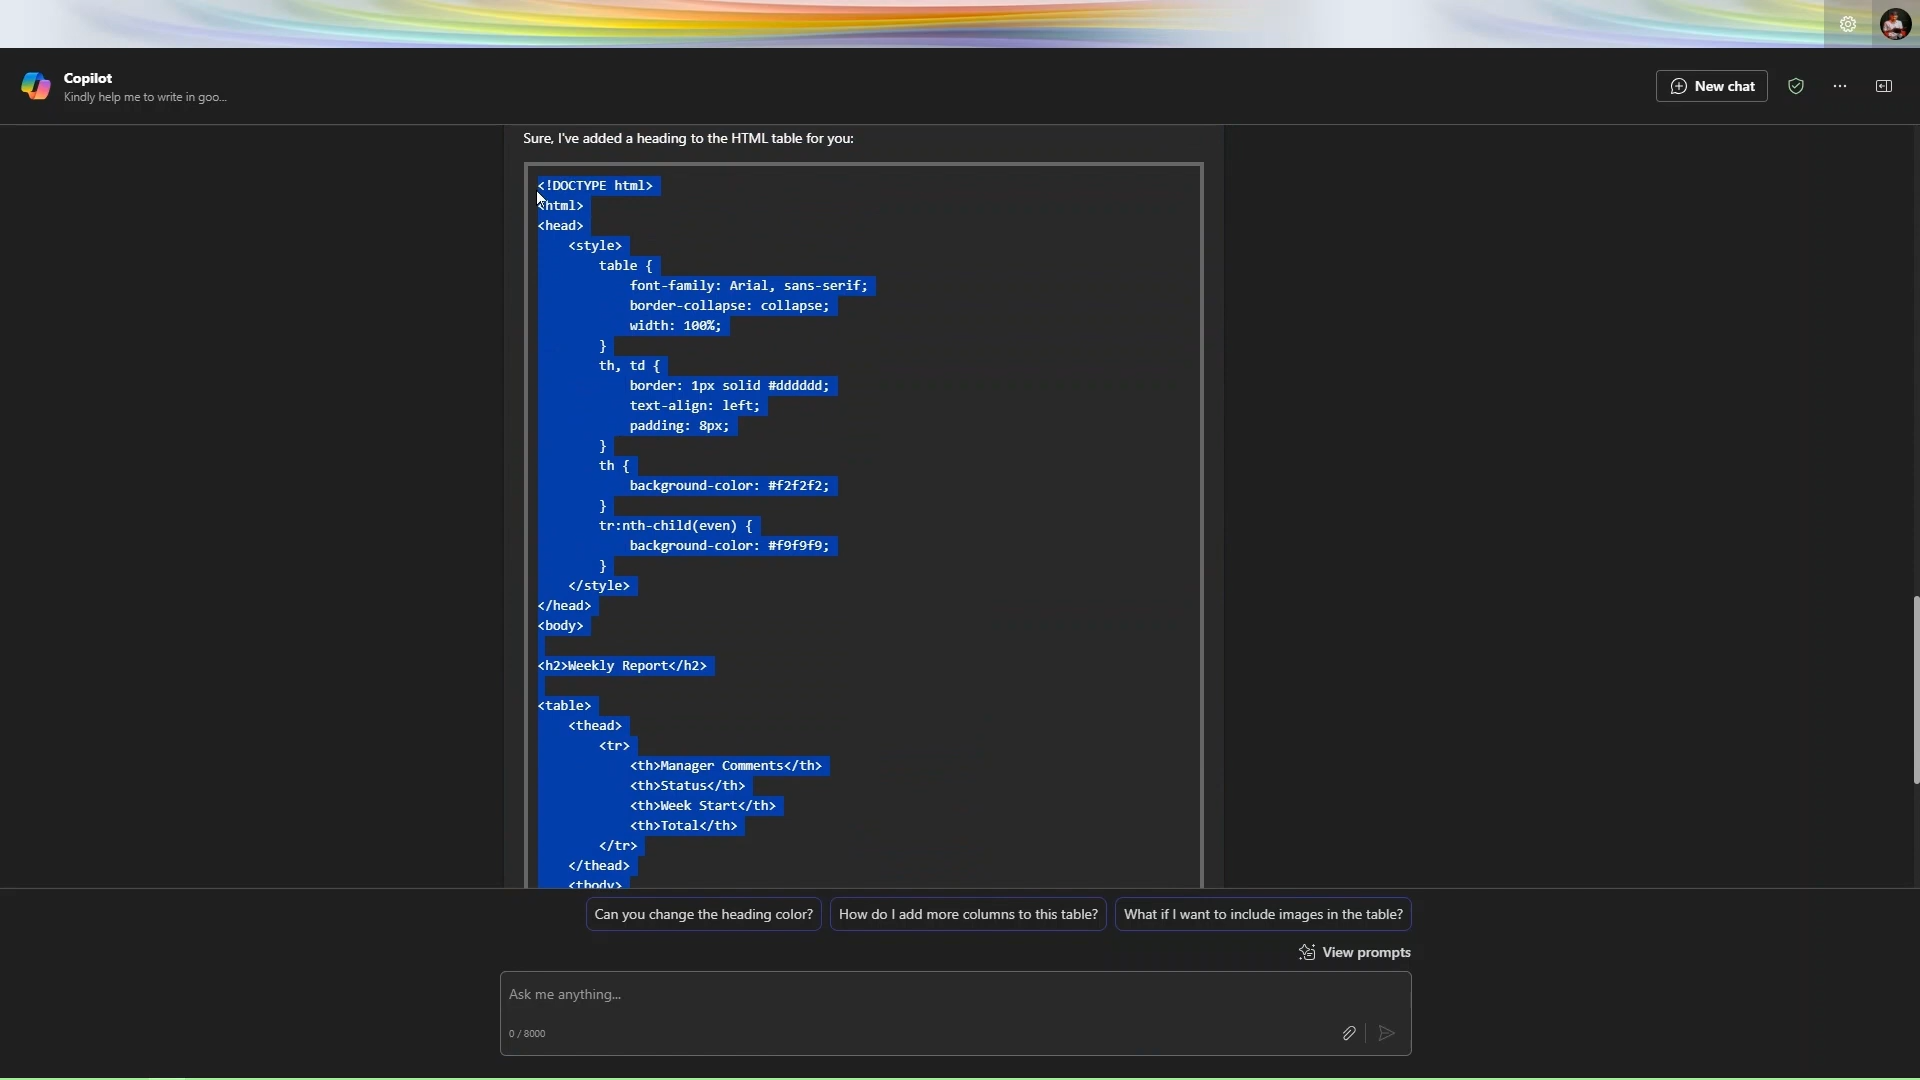 Copilot
Kindly help me to write in goo...
New chat
Sure, I've added a heading to the HTML table for you:
<!DOCTYPE html>
<html>
<head>
    <style>
        table {
            font-family: Arial, sans-serif;
            border-collapse: collapse;
            width: 100%;
        }
        th, td {
            border: 1px solid #dddddd;
            text-align: left;
            padding: 8px;
        }
        th {
            background-color: #f2f2f2;
        }
        tr:nth-child(even) {
            background-color: #f9f9f9;
        }
    </style>
</head>
<body>
<h2>Weekly Report</h2>
<table>
    <thead>
        <tr>
            <th>Manager Comments</th>
            <th>Status</th>
            <th>Week Start</th>
            <th>Total</th>
        </tr>
    </thead>
    <tbody>
Can you change the heading color?
How do I add more columns to this table?
What if I want to include images in the table?
View prompts
Ask me anything...
0 / 8000